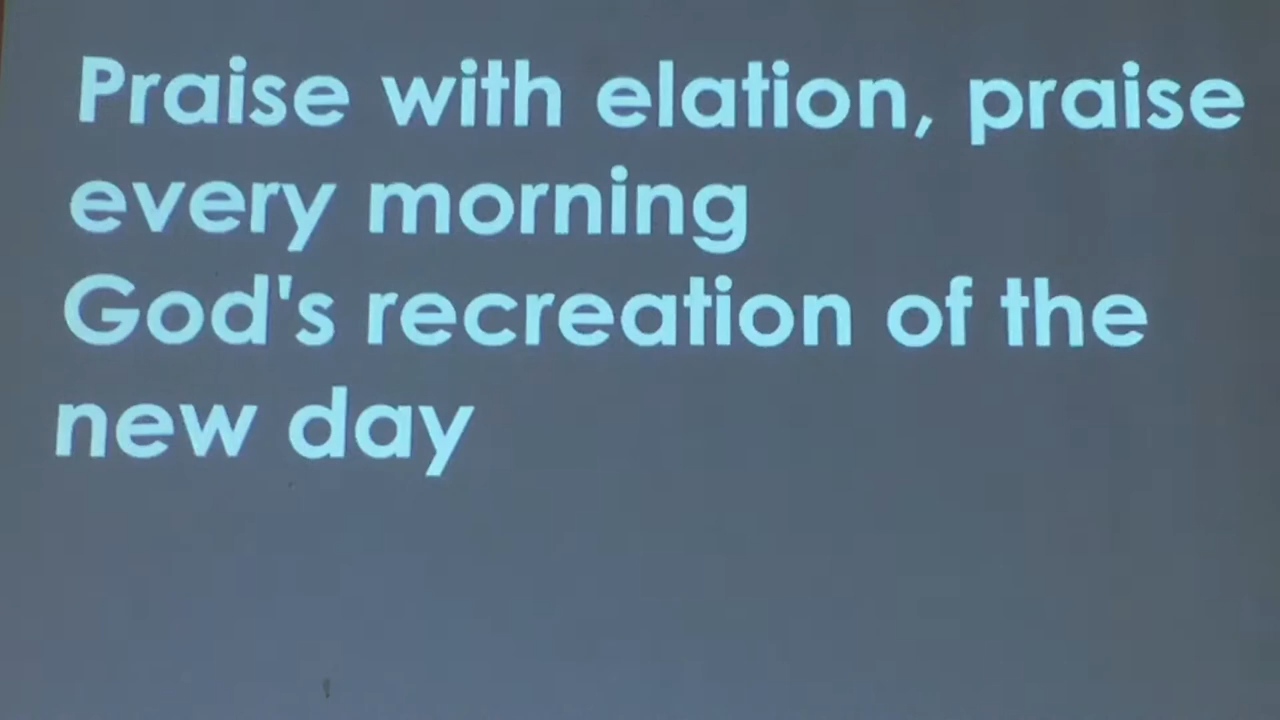 Praise with elation, praise
every morning
God's recreation of the
new day